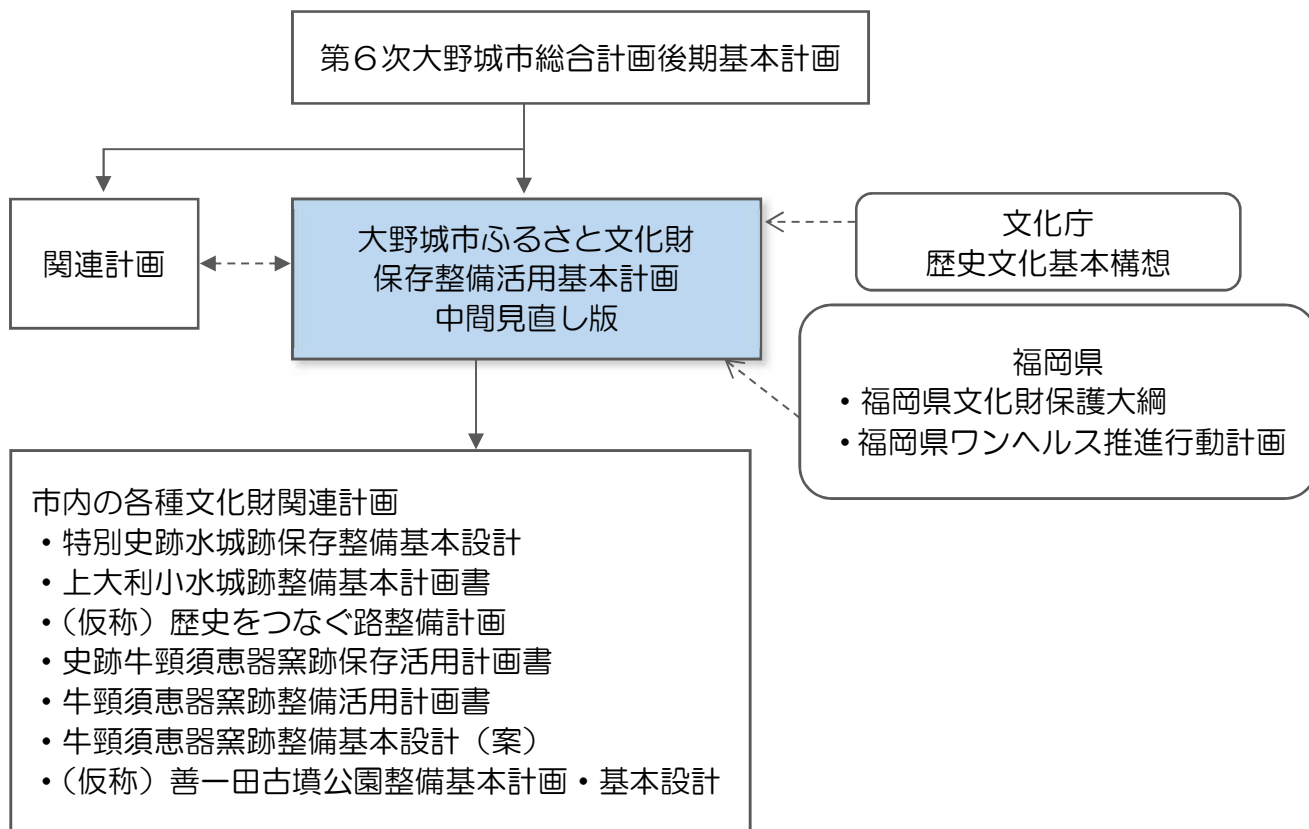 第６次大野城市総合計画後期基本計画
関連計画
大野城市ふるさと文化財
保存整備活用基本計画
中間見直し版
文化庁
歴史文化基本構想
福岡県
・福岡県文化財保護大綱
・福岡県ワンヘルス推進行動計画
市内の各種文化財関連計画
・特別史跡水城跡保存整備基本設計
・上大利小水城跡整備基本計画書
・（仮称）歴史をつなぐ路整備計画
・史跡牛頸須恵器窯跡保存活用計画書
・牛頸須恵器窯跡整備活用計画書
・牛頸須恵器窯跡整備基本設計（案）
・（仮称）善一田古墳公園整備基本計画・基本設計